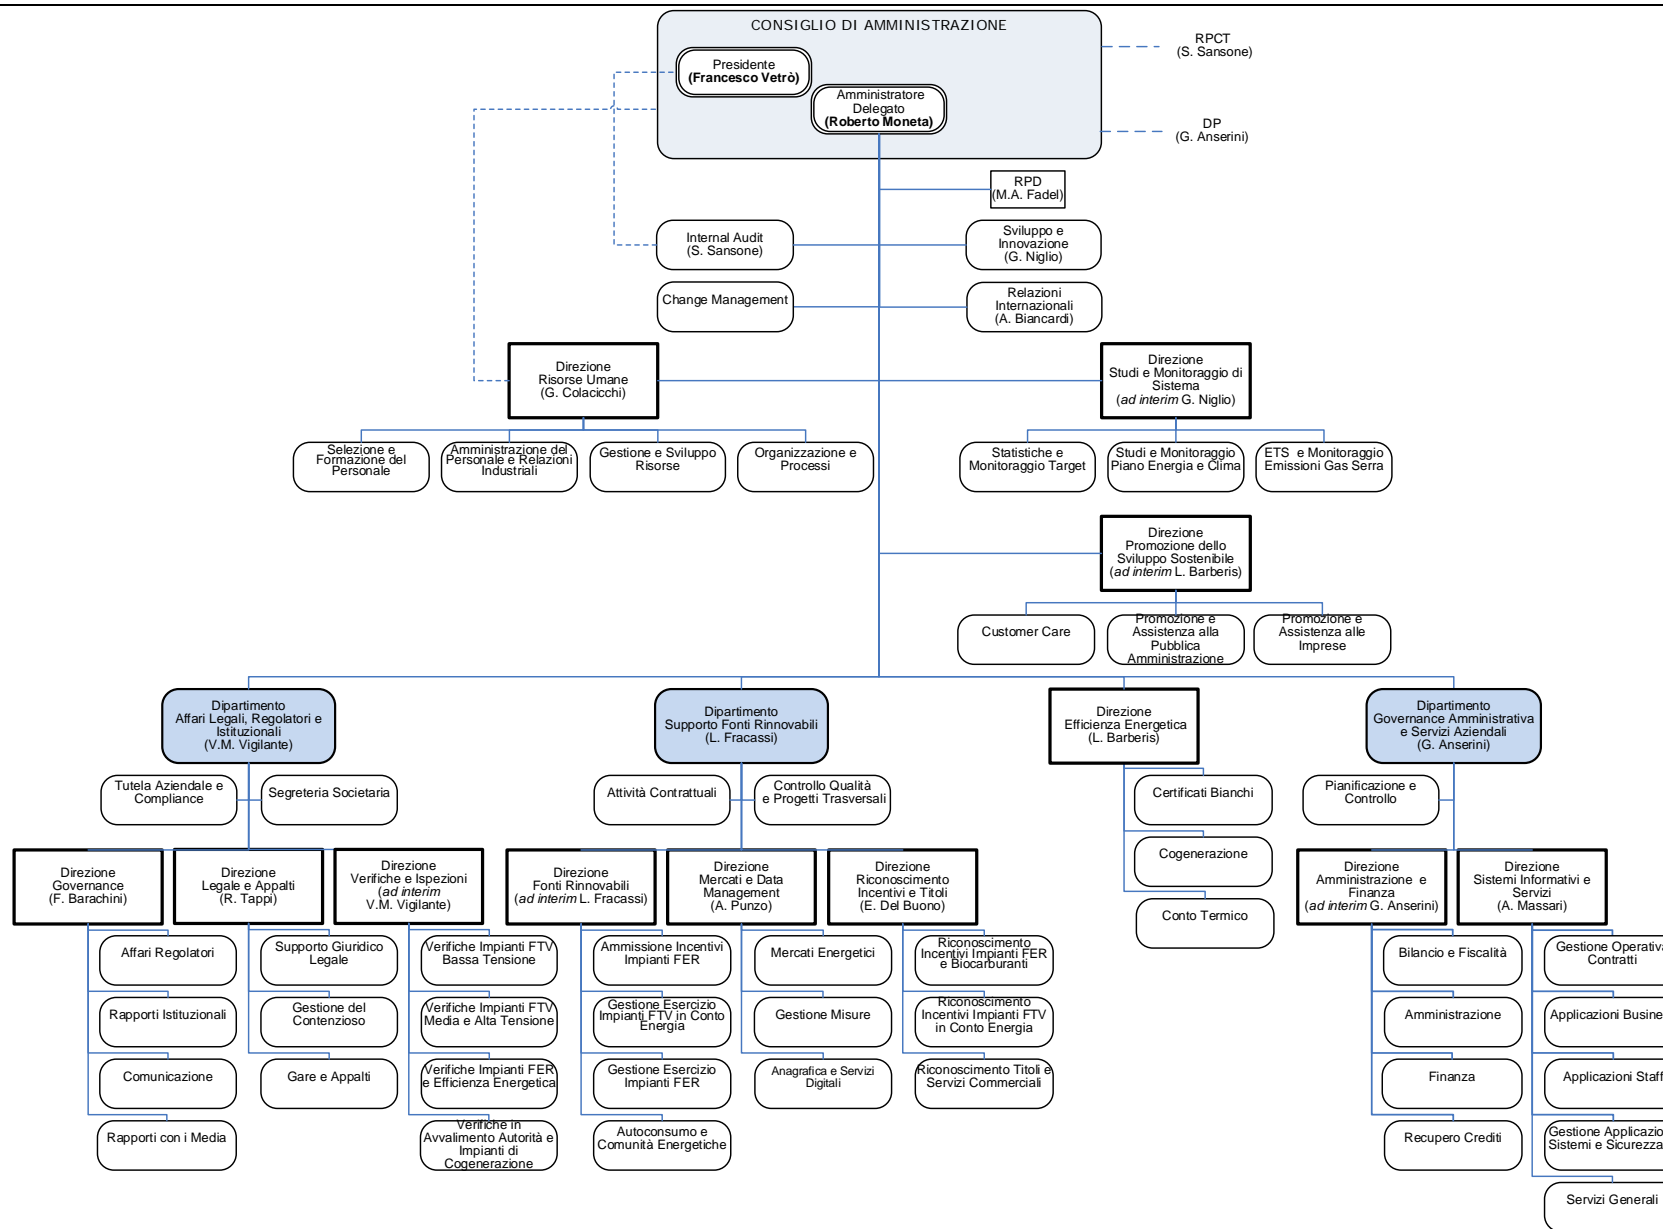 CONSIGLIO DI AMMINISTRAZIONE
Presidente
(Francesco Vetrò)
Amministratore
Delegato
(Roberto Moneta)
RPCT
(S. Sansone)
DP
(G. Anserini)
RPD
(M.A. Fadel)
Internal Audit
(S. Sansone)
Sviluppo e
Innovazione
(G. Niglio)
Change Management
Relazioni
Internazionali
(A. Biancardi)
Direzione
Risorse Umane
(G. Colacicchi)
Direzione
Studi e Monitoraggio di
Sistema
(ad interim G. Niglio)
Selezione e
Formazione del
Personale
Amministrazione del
Personale e Relazioni
Industriali
Gestione e Sviluppo
Risorse
Organizzazione e
Processi
Statistiche e
Monitoraggio Target
Studi e Monitoraggio
Piano Energia e Clima
ETS e Monitoraggio
Emissioni Gas Serra
Direzione
Promozione dello
Sviluppo Sostenibile
(ad interim L. Barberis)
Customer Care
Promozione e
Assistenza alla
Pubblica
Amministrazione
Promozione e
Assistenza alle
Imprese
Dipartimento
Affari Legali, Regolatori e
Istituzionali
(V.M. Vigilante)
Dipartimento
Supporto Fonti Rinnovabili
(L. Fracassi)
Direzione
Efficienza Energetica
(L. Barberis)
Dipartimento
Governance Amministrativa
e Servizi Aziendali
(G. Anserini)
Tutela Aziendale e
Compliance
Segreteria Societaria
Attività Contrattuali
Controllo Qualità
e Progetti Trasversali
Certificati Bianchi
Cogenerazione
Conto Termico
Pianificazione e
Controllo
Direzione
Governance
(F. Barachini)
Direzione
Legale e Appalti
(R. Tappi)
Direzione
Verifiche e Ispezioni
(ad interim
V.M. Vigilante)
Direzione
Fonti Rinnovabili
(ad interim L. Fracassi)
Direzione
Mercati e Data
Management
(A. Punzo)
Direzione
Riconoscimento
Incentivi e Titoli
(E. Del Buono)
Direzione
Amministrazione e
Finanza
(ad interim G. Anserini)
Direzione
Sistemi Informativi e
Servizi
(A. Massari)
Affari Regolatori
Rapporti Istituzionali
Comunicazione
Rapporti con i Media
Supporto Giuridico
Legale
Gestione del
Contenzioso
Gare e Appalti
Verifiche Impianti FTV
Bassa Tensione
Verifiche Impianti FTV
Media e Alta Tensione
Verifiche Impianti FER
e Efficienza Energetica
Verifiche in
Avvalimento Autorità e
Impianti di
Cogenerazione
Ammissione Incentivi
Impianti FER
Gestione Esercizio
Impianti FTV in Conto
Energia
Gestione Esercizio
Impianti FER
Autoconsumo e
Comunità Energetiche
Mercati Energetici
Gestione Misure
Anagrafica e Servizi
Digitali
Riconoscimento
Incentivi Impianti FER
e Biocarburanti
Riconoscimento
Incentivi Impianti FTV
in Conto Energia
Riconoscimento Titoli e
Servizi Commerciali
Bilancio e Fiscalità
Amministrazione
Finanza
Recupero Crediti
Gestione Operativa
Contratti
Applicazioni Busine
Applicazioni Staff
Gestione Applicazio
Sistemi e Sicurezza
Servizi Generali